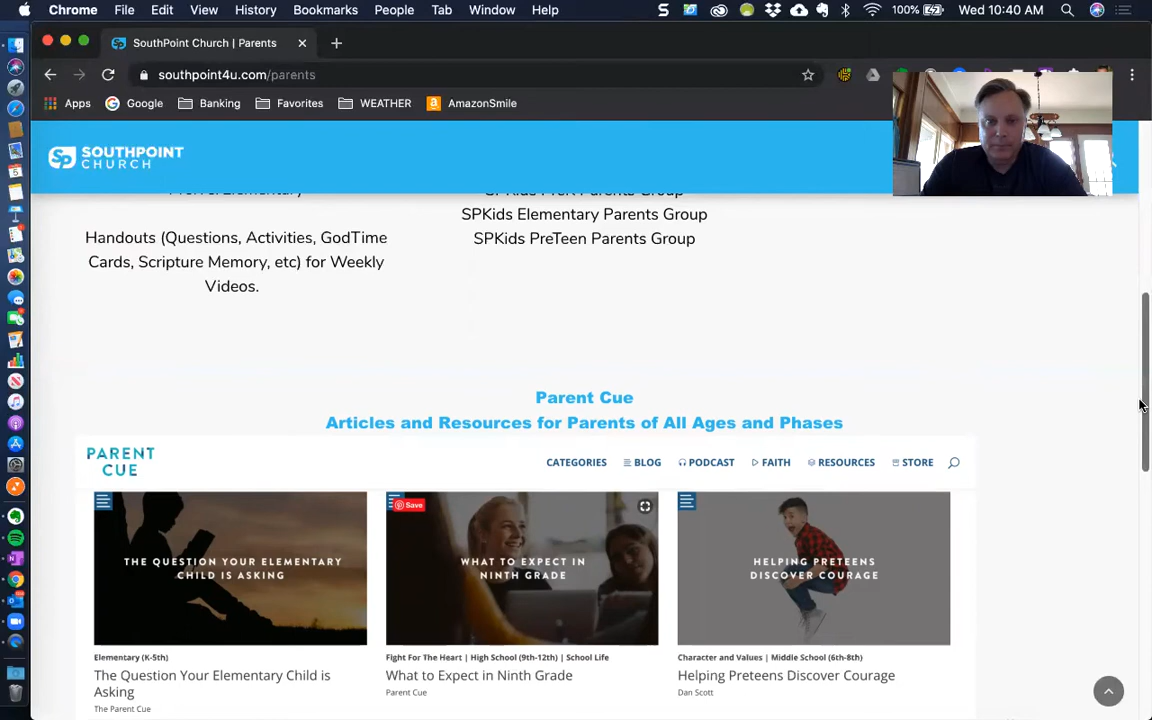 Chrome File Edit View History Bookmarks People Tab Window Help 100% Wed 10:40 AM
SouthPoint Church | Parents
southpoint4u.com/parents
Apps Google Banking Favorites WEATHER AmazonSmile
SP SOUTHPOINT
CHURCH
SPKids Elementary Parents Group
SPKids PreTeen Parents Group
Handouts (Questions, Activities, GodTime
Cards, Scripture Memory, etc) for Weekly
Videos.
Parent Cue
Articles and Resources for Parents of All Ages and Phases
PARENT
CUE
CATEGORIES BLOG PODCAST FAITH RESOURCES STORE
Save
THE QUESTION YOUR ELEMENTARY
CHILD IS ASKING
WHAT TO EXPECT IN
NINTH GRADE
HELPING PRETEENS
DISCOVER COURAGE
Elementary (K-5th)
The Question Your Elementary Child is
Asking
The Parent Cue
Fight For The Heart | High School (9th-12th) | School Life
What to Expect in Ninth Grade
Parent Cue
Character and Values | Middle School (6th-8th)
Helping Preteens Discover Courage
Dan Scott